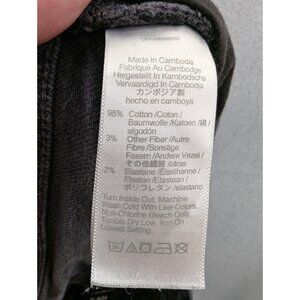 Made In Cambodia
Fabriqué Au Cambodge
Hergestellt In Kambodscha
Vervaardigd In Cambodja
カンボジア製
hecho en camboya
95% Cotton /Coton /
Baumwolle /Katoen /綿 /
algodón
3% Other Fiber /Autre
Fibre /Sonstige
Fasern /Andere Vezel /
その他繊維 /otras
2% Elastane /Élasthanne /
Elastan /Elastaan /
ポリウレタン /elastano
Turn Inside Out. Machine
Wash Cold With Like Colors.
Non-Chlorine Bleach Only.
Tumble Dry Low. Iron On
Lowest Setting.